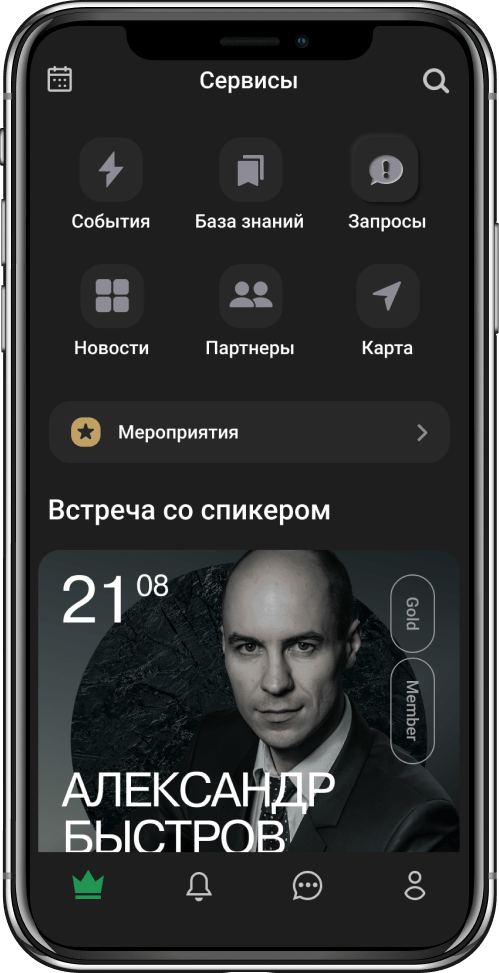 Сервисы
События
База знаний
Запросы
Новости
Партнеры
Карта
Мероприятия
Встреча со спикером
21 08
Gold
Member
АЛЕКСАНДР
БЫСТРОВ